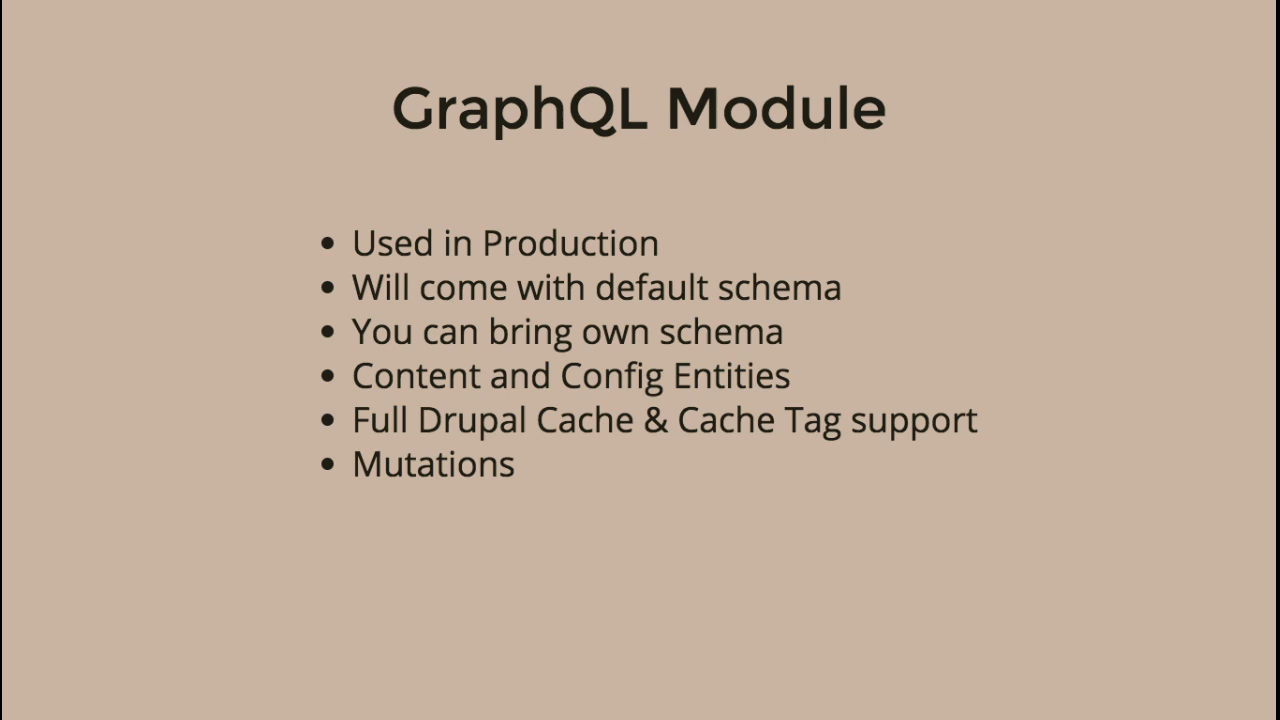 GraphQL Module
• Used in Production
• Will come with default schema
• You can bring own schema
• Content and Config Entities
• Full Drupal Cache & Cache Tag support
• Mutations